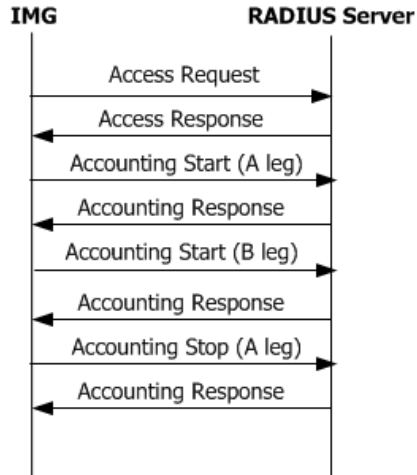 IMG RADIUS Server
Access Request
Access Response
Accounting Start (A leg)
Accounting Response
Accounting Start (B leg)
Accounting Response
Accounting Stop (A leg)
Accounting Response